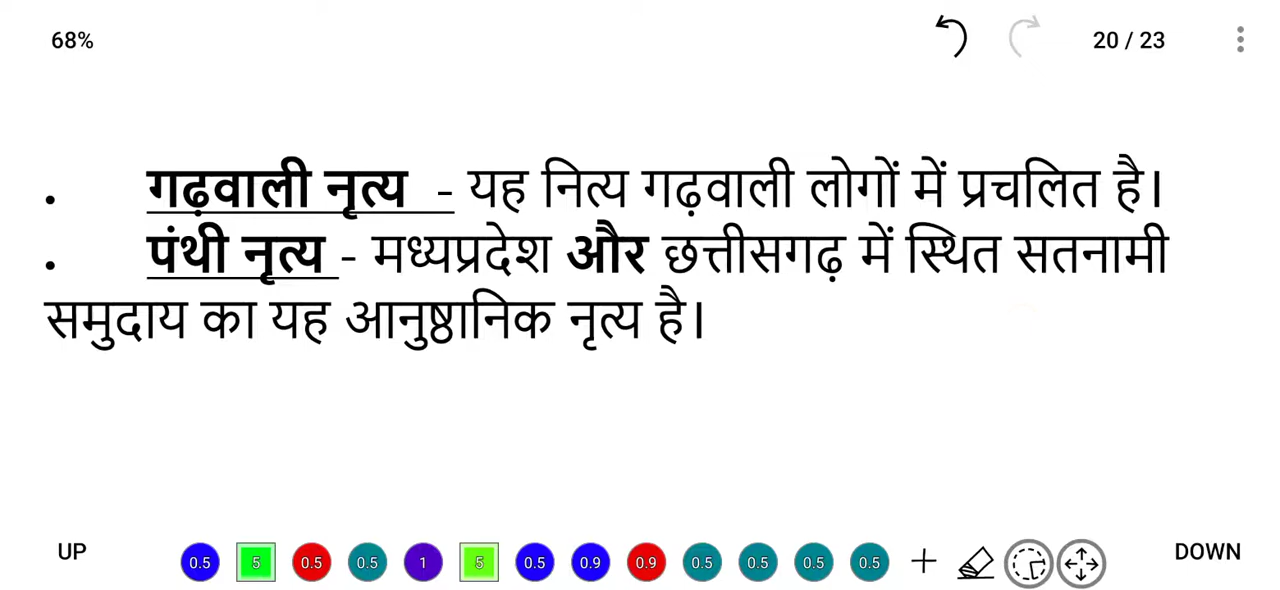 68%
20 / 23
. गढ़वाली नृत्य - यह नित्य गढ़वाली लोगों में प्रचलित है।
. पंथी नृत्य - मध्यप्रदेश और छत्तीसगढ़ में स्थित सतनामी
समुदाय का यह आनुष्ठानिक नृत्य है।
UP
0.5 5 0.5 0.5 1 5 0.5 0.9 0.9 0.5 0.5 0.5 0.5
DOWN